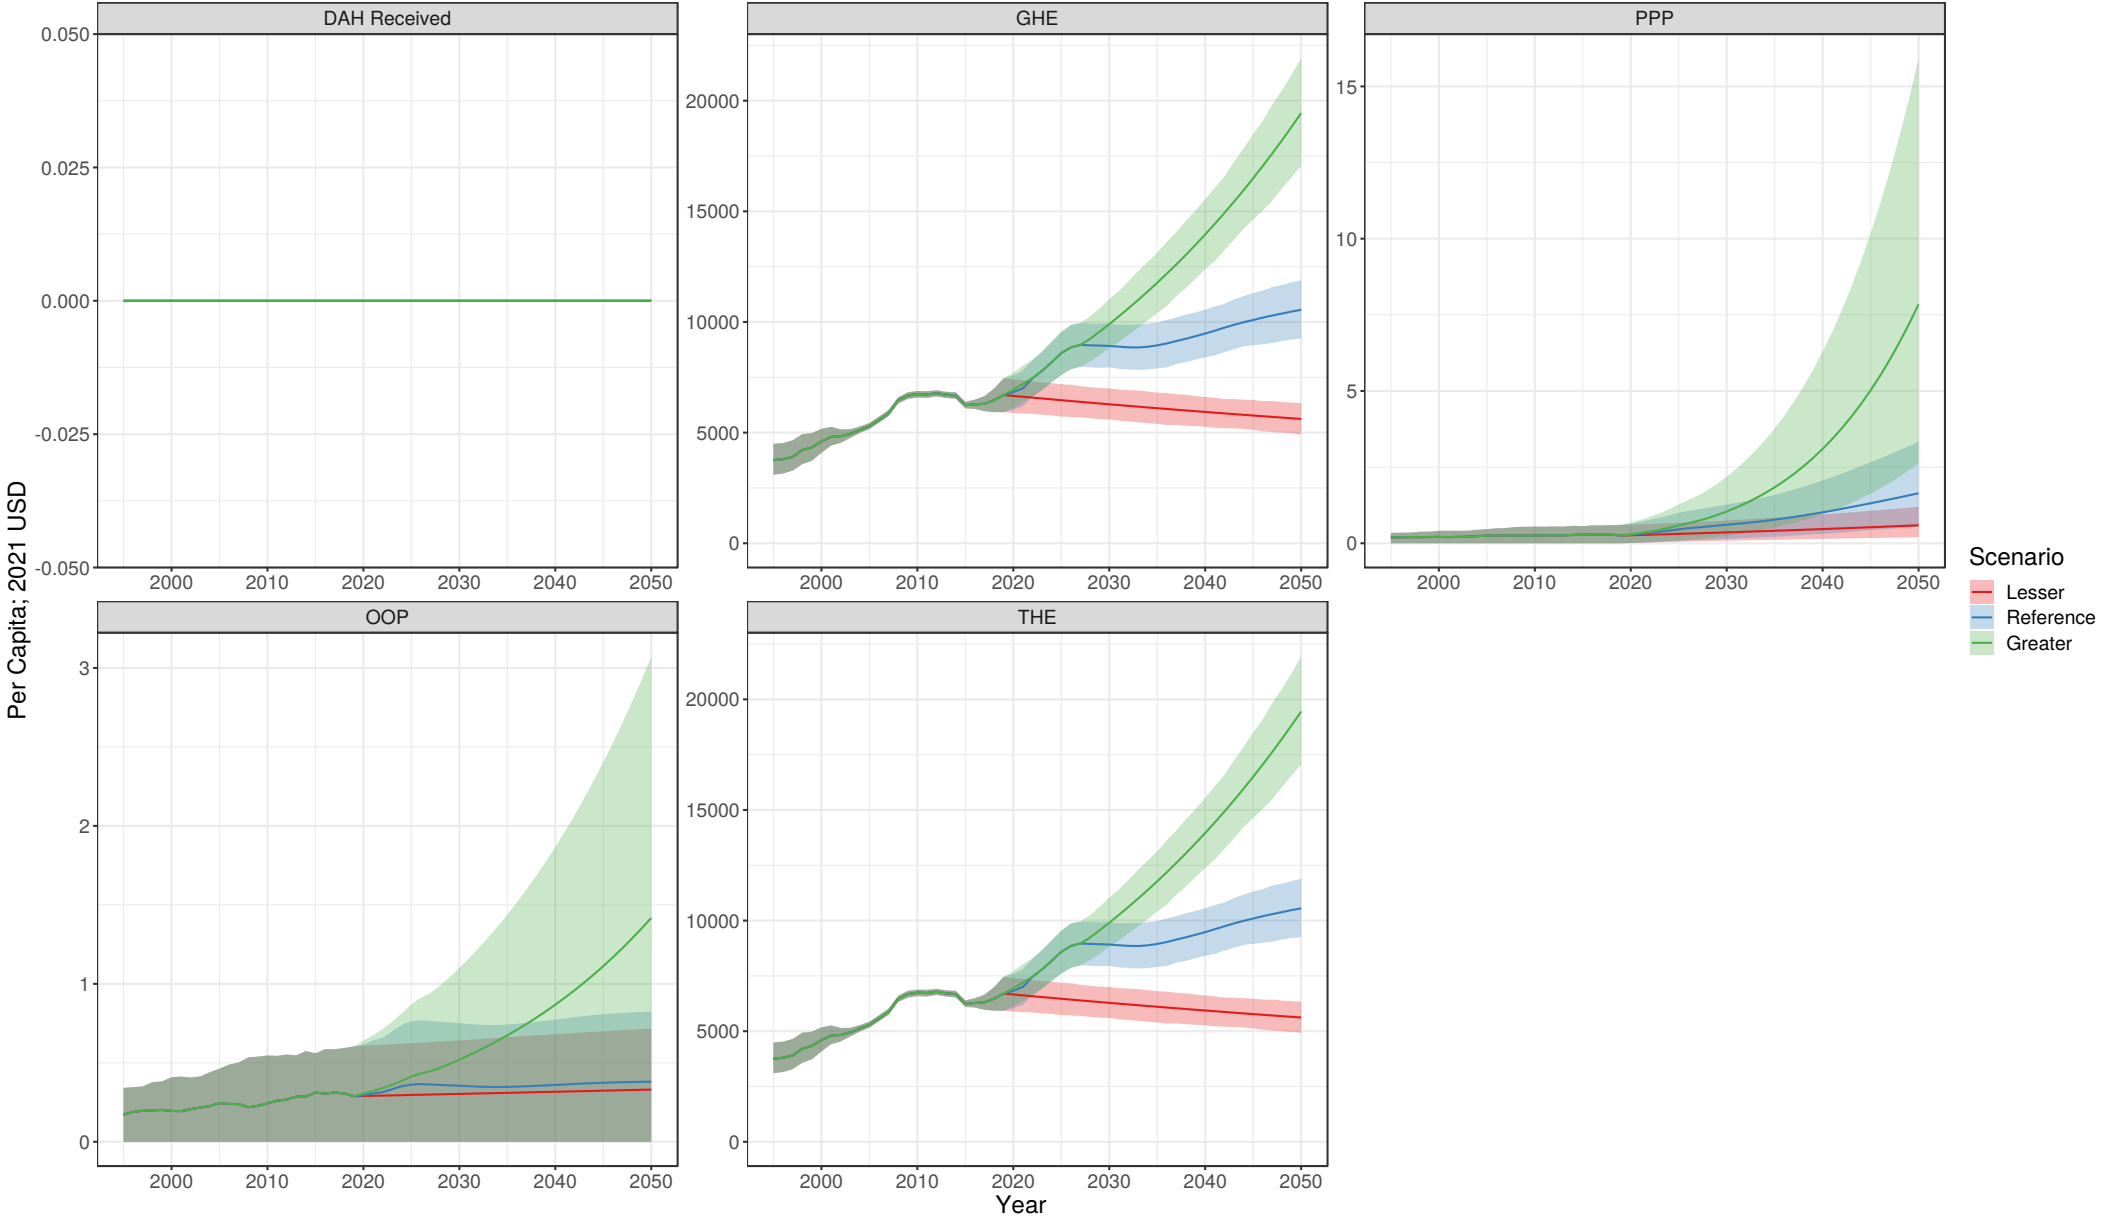 DAH Received
GHE
PPP
0.050
0.025
0.000
-0.025
-0.050
20000
15000
10000
5000
0
15
10
5
0
2000 2010 2020 2030 2040 2050
2000 2010 2020 2030 2040 2050
2000 2010 2020 2030 2040 2050
OOP
THE
3
2
1
0
20000
15000
10000
5000
0
2000 2010 2020 2030 2040 2050
2000 2010 2020 2030 2040 2050
Per Capita; 2021 USD
Year
Scenario
Lesser
Reference
Greater